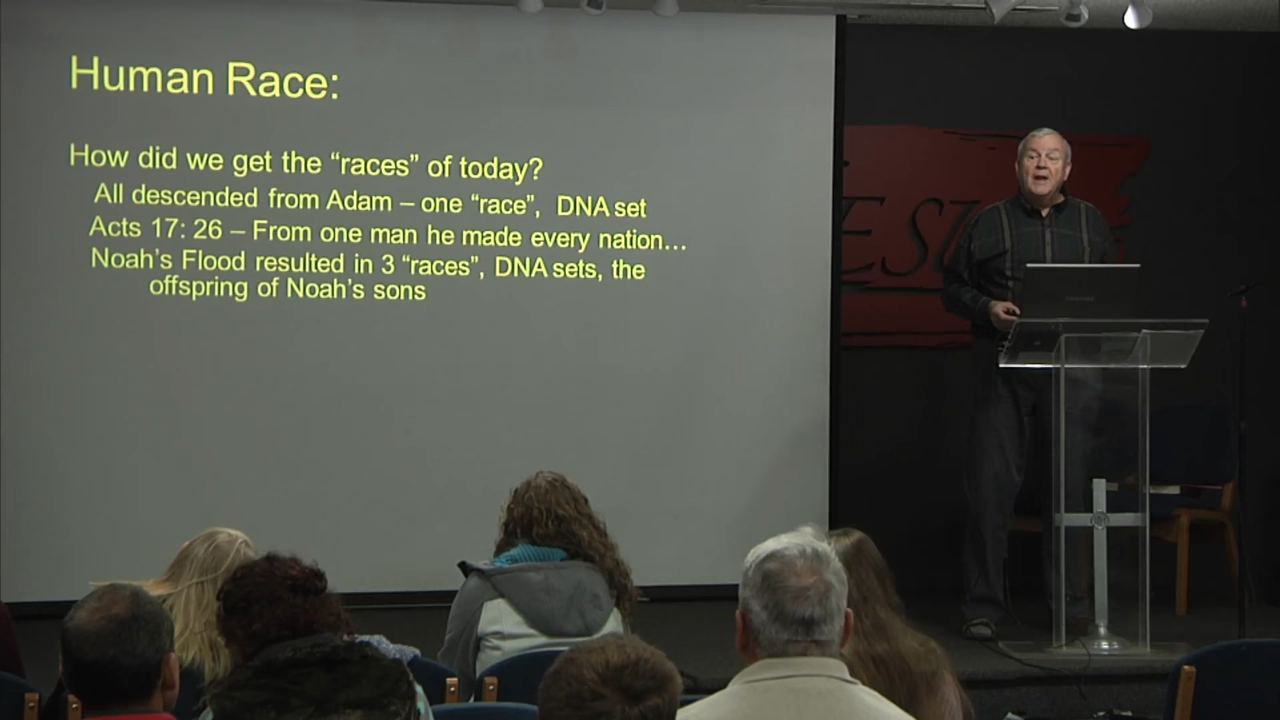 Human Race:
How did we get the “races” of today?
All descended from Adam – one “race”, DNA set
Acts 17: 26 – From one man he made every nation…
Noah’s Flood resulted in 3 “races”, DNA sets, the
offspring of Noah’s sons